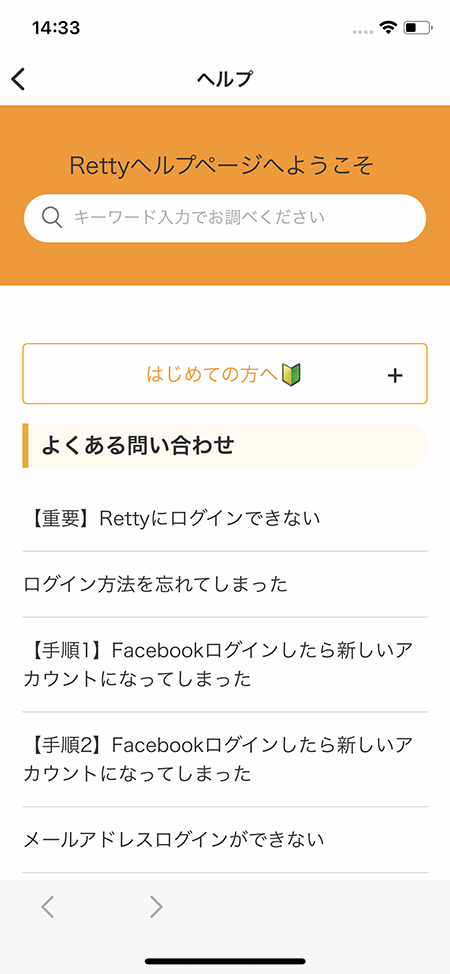 14:33
ヘルプ
Rettyヘルプページへようこそ
キーワード入力でお調べください
はじめての方へ🔰
+
よくある問い合わせ
【重要】Rettyにログインできない
ログイン方法を忘れてしまった
【手順1】Facebookログインしたら新しいア
カウントになってしまった
【手順2】Facebookログインしたら新しいア
カウントになってしまった
メールアドレスログインができない